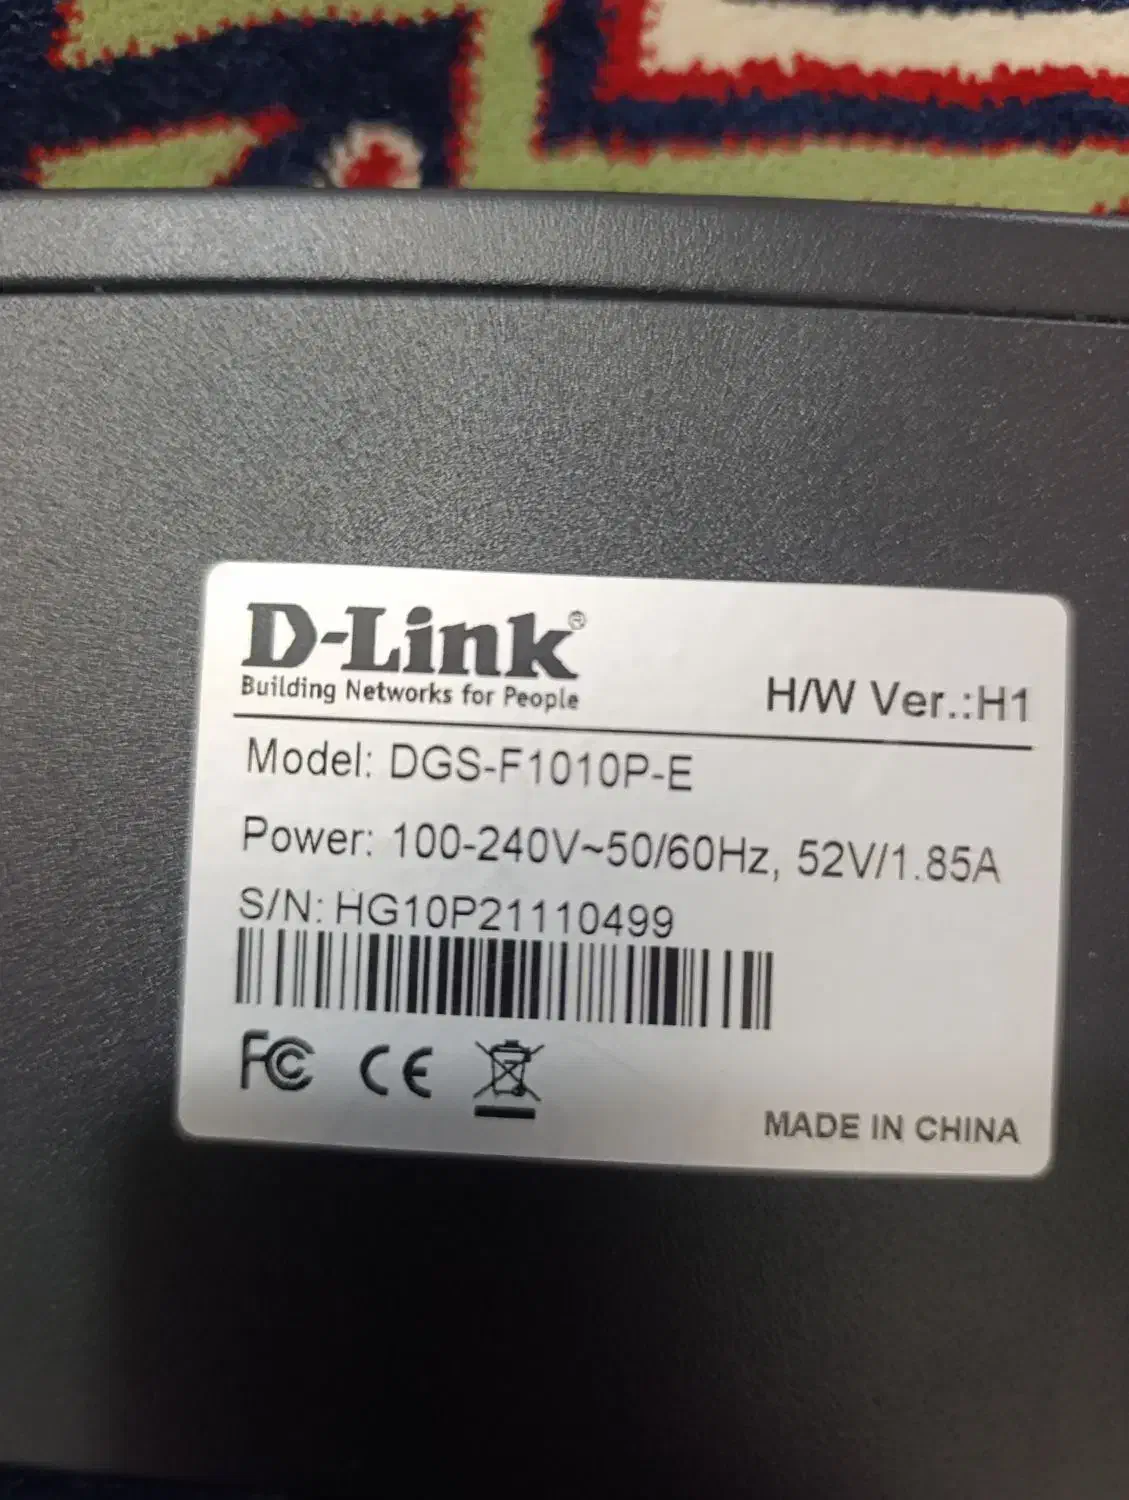 D-Link®
Building Networks for People
H/W Ver.:H1
Model: DGS-F1010P-E
Power: 100-240V~50/60Hz, 52V/1.85A
S/N: HG10P21110499
FC CE
MADE IN CHINA